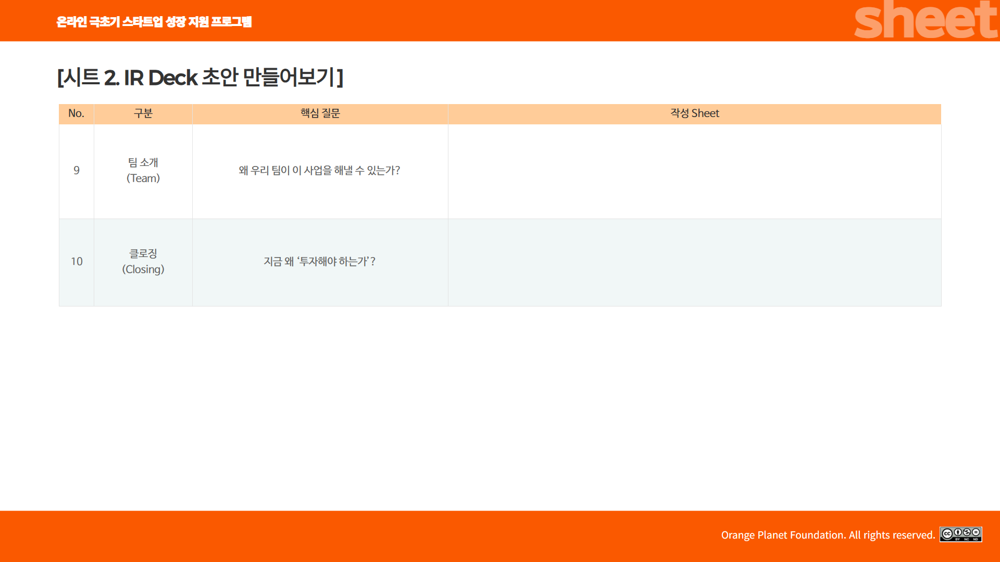 온라인 극초기 스타트업 성장 지원 프로그램
sheet
[시트 2. IR Deck 초안 만들어보기]
No.
구분
핵심 질문
작성 Sheet
9
팀 소개
(Team)
왜 우리 팀이 이 사업을 해낼 수 있는가?
10
클로징
(Closing)
지금 왜 ‘투자해야 하는가’?
Orange Planet Foundation. All rights reserved.
cc
BY NC ND